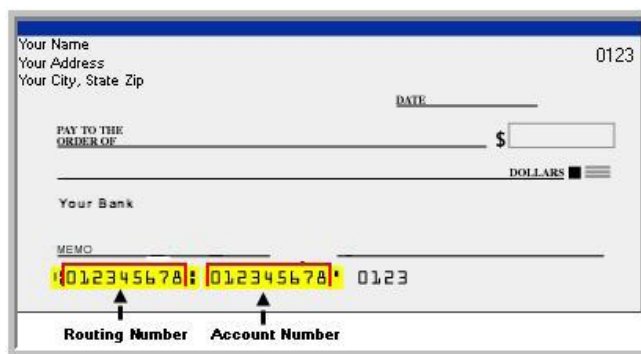 Your Name
Your Address
Your City, State Zip
0123
DATE
PAY TO THE
ORDER OF
$
DOLLARS
Your Bank
MEMO
⑆012345678⑆ 012345678⑈ 0123
Routing Number Account Number